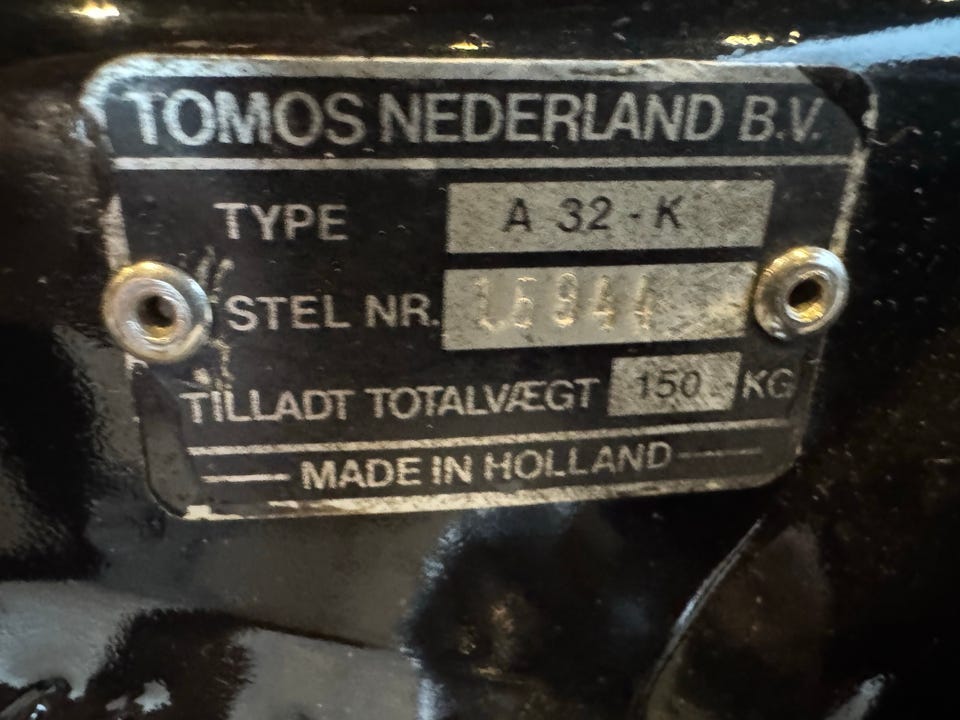 TOMOS NEDERLAND B.V.
TYPE A 32 - K
STEL NR. 16944
TILLADT TOTALVÆGT 150 KG
MADE IN HOLLAND